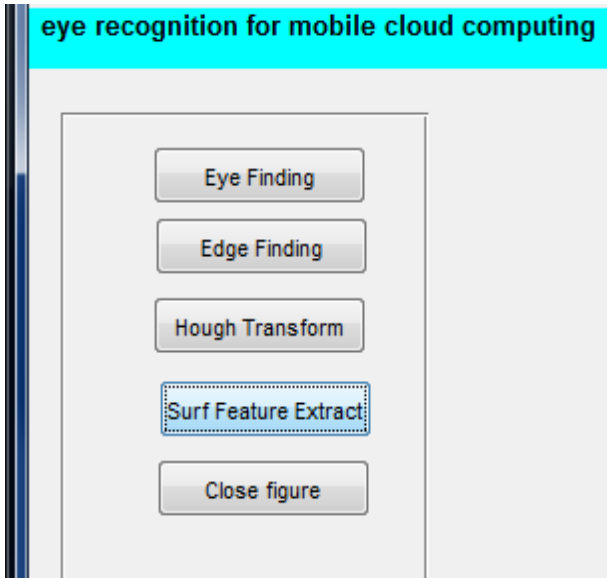 eye recognition for mobile cloud computing
Eye Finding
Edge Finding
Hough Transform
Surf Feature Extract
Close figure